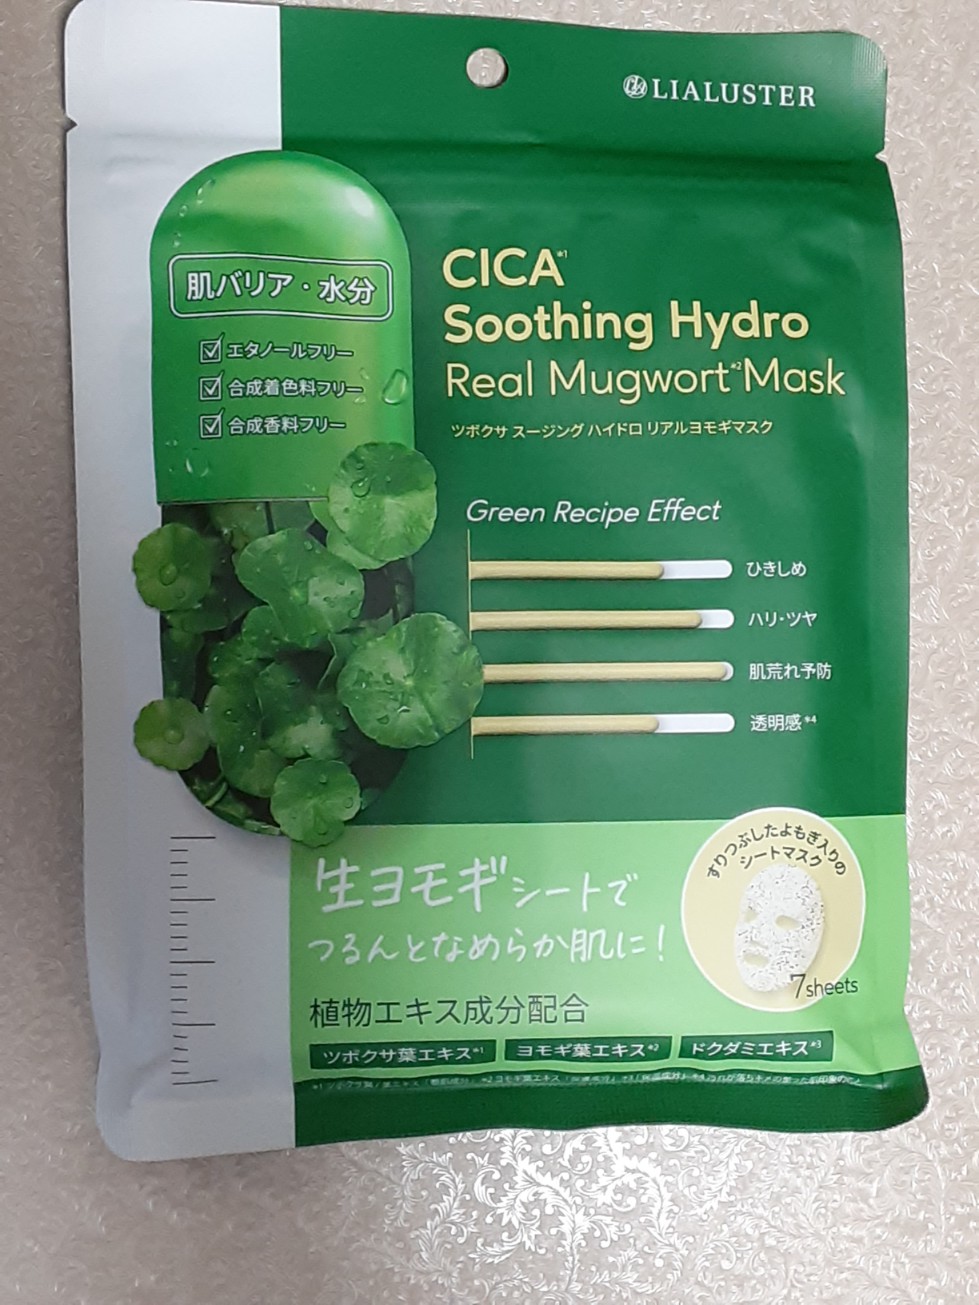 LIALUSTER
肌バリア・水分
エタノールフリー
合成着色料フリー
合成香料フリー
CICA*1
Soothing Hydro
Real Mugwort*2 Mask
ツボクサ スージング ハイドロ リアルヨモギマスク
Green Recipe Effect
ひきしめ
ハリ・ツヤ
肌荒れ予防
透明感*4
すりつぶしたよもぎ入りの
シートマスク
7sheets
生ヨモギシートで
つるんとなめらか肌に!
植物エキス成分配合
ツボクサ葉エキス*1 ヨモギ葉エキス*2 ドクダミエキス*3